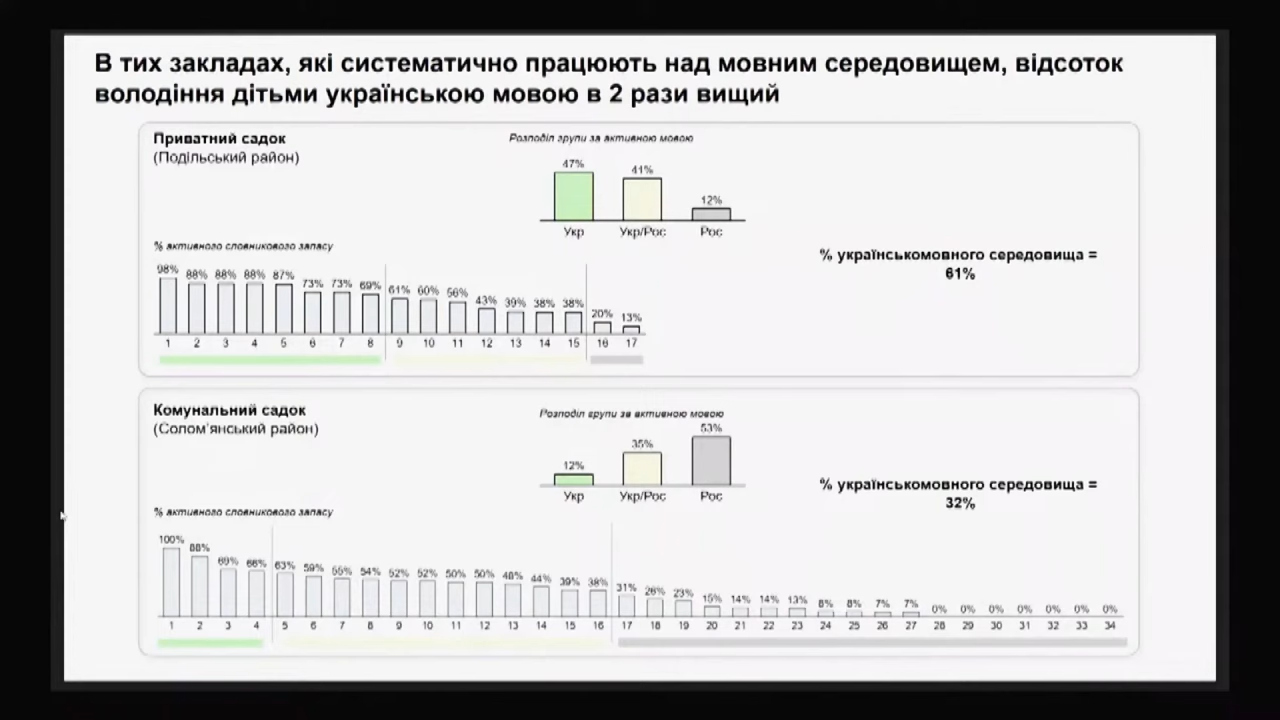 В тих закладах, які систематично працюють над мовним середовищем, відсоток
володіння дітьми українською мовою в 2 рази вищий
Приватний садок
(Подільський район)
Розподіл групи за активною мовою
47% 41% 12%
Укр Укр/Рос Рос
% активного словникового запасу
98% 88% 88% 88% 87% 73% 73% 69% 61% 60% 56% 43% 39% 38% 38% 20% 13%
1 2 3 4 5 6 7 8 9 10 11 12 13 14 15 16 17
% українськомовного середовища =
61%
Комунальний садок
(Солом'янський район)
Розподіл групи за активною мовою
12% 35% 53%
Укр Укр/Рос Рос
% активного словникового запасу
100% 88% 69% 66% 63% 59% 55% 54% 52% 52% 50% 50% 48% 44% 39% 38% 31% 26% 23% 15% 14% 14% 13% 8% 8% 7% 7% 0% 0% 0% 0% 0% 0% 0%
1 2 3 4 5 6 7 8 9 10 11 12 13 14 15 16 17 18 19 20 21 22 23 24 25 26 27 28 29 30 31 32 33 34
% українськомовного середовища =
32%